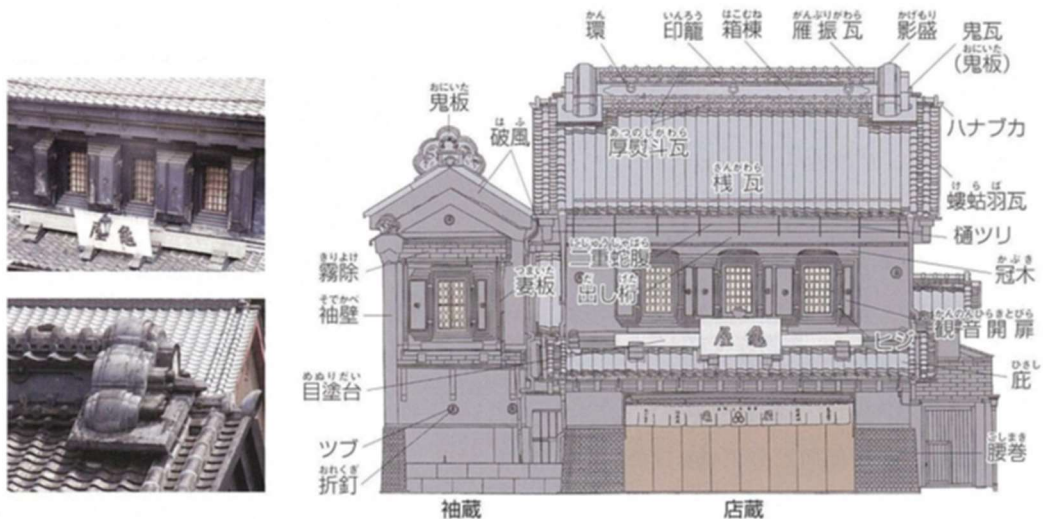 かん
環
いんろう
印籠
はこむね
箱棟
がんぶりがわら
雁振瓦
かげもり
影盛
鬼瓦
おにいた
(鬼板)
おにいた
鬼板
はふ
破風
あつのしがわら
厚熨斗瓦
さんがわら
桟瓦
ハナブカ
けらば
螻蛄羽瓦
樋ツリ
かぶき
冠木
にじゅうじゃばら
二重蛇腹
だ げた
出し桁
きりよけ
霧除
つまいた
妻板
そでかべ
袖壁
かんのんひらきとびら
観音開扉
ヒジ
亀屋
ひさし
庇
めぬりだい
目塗台
ツブ
おれくぎ
折釘
こしまき
腰巻
袖蔵
店蔵
亀屋